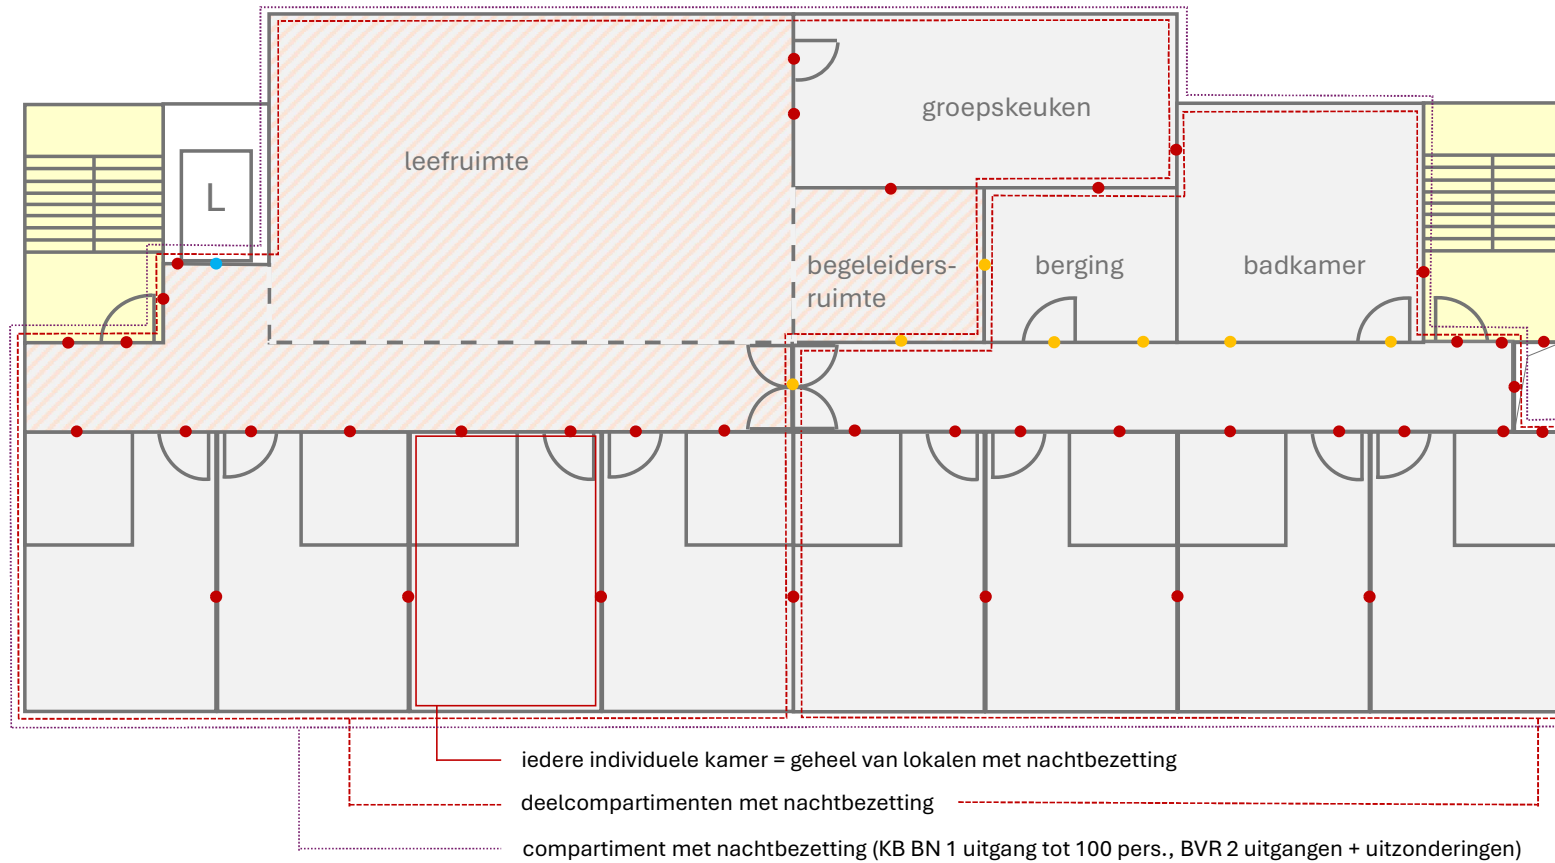 groepskeuken
leefruimte
L
begeleiders-
ruimte
berging
badkamer
iedere individuele kamer = geheel van lokalen met nachtbezetting
deelcompartimenten met nachtbezetting
compartiment met nachtbezetting (KB BN 1 uitgang tot 100 pers., BVR 2 uitgangen + uitzonderingen)